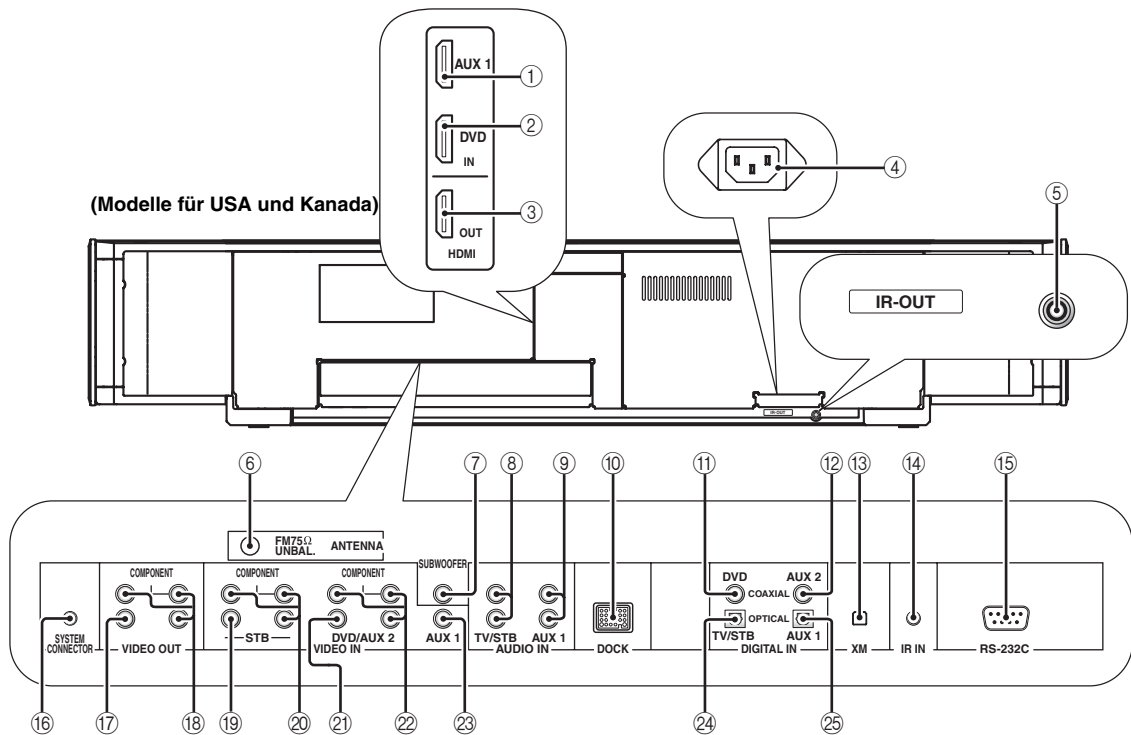 AUX 1
①
②
DVD
IN
④
(Modelle für USA und Kanada)
③
OUT
HDMI
⑤
IR-OUT
IR-OUT
⑥ ⑦ ⑧ ⑨ ⑩ ⑪ ⑫ ⑬ ⑭ ⑮
FM75Ω
UNBAL.
ANTENNA
COMPONENT COMPONENT COMPONENT SUBWOOFER
DVD COAXIAL AUX 2
SYSTEM
CONNECTOR
VIDEO OUT
STB
DVD/AUX 2
VIDEO IN
AUX 1
TV/STB AUX 1
AUDIO IN
DOCK
OPTICAL
TV/STB AUX 1
DIGITAL IN
XM
IR IN
RS-232C
⑯ ⑰ ⑱ ⑲ ⑳ ㉑ ㉒ ㉓ ㉔ ㉕